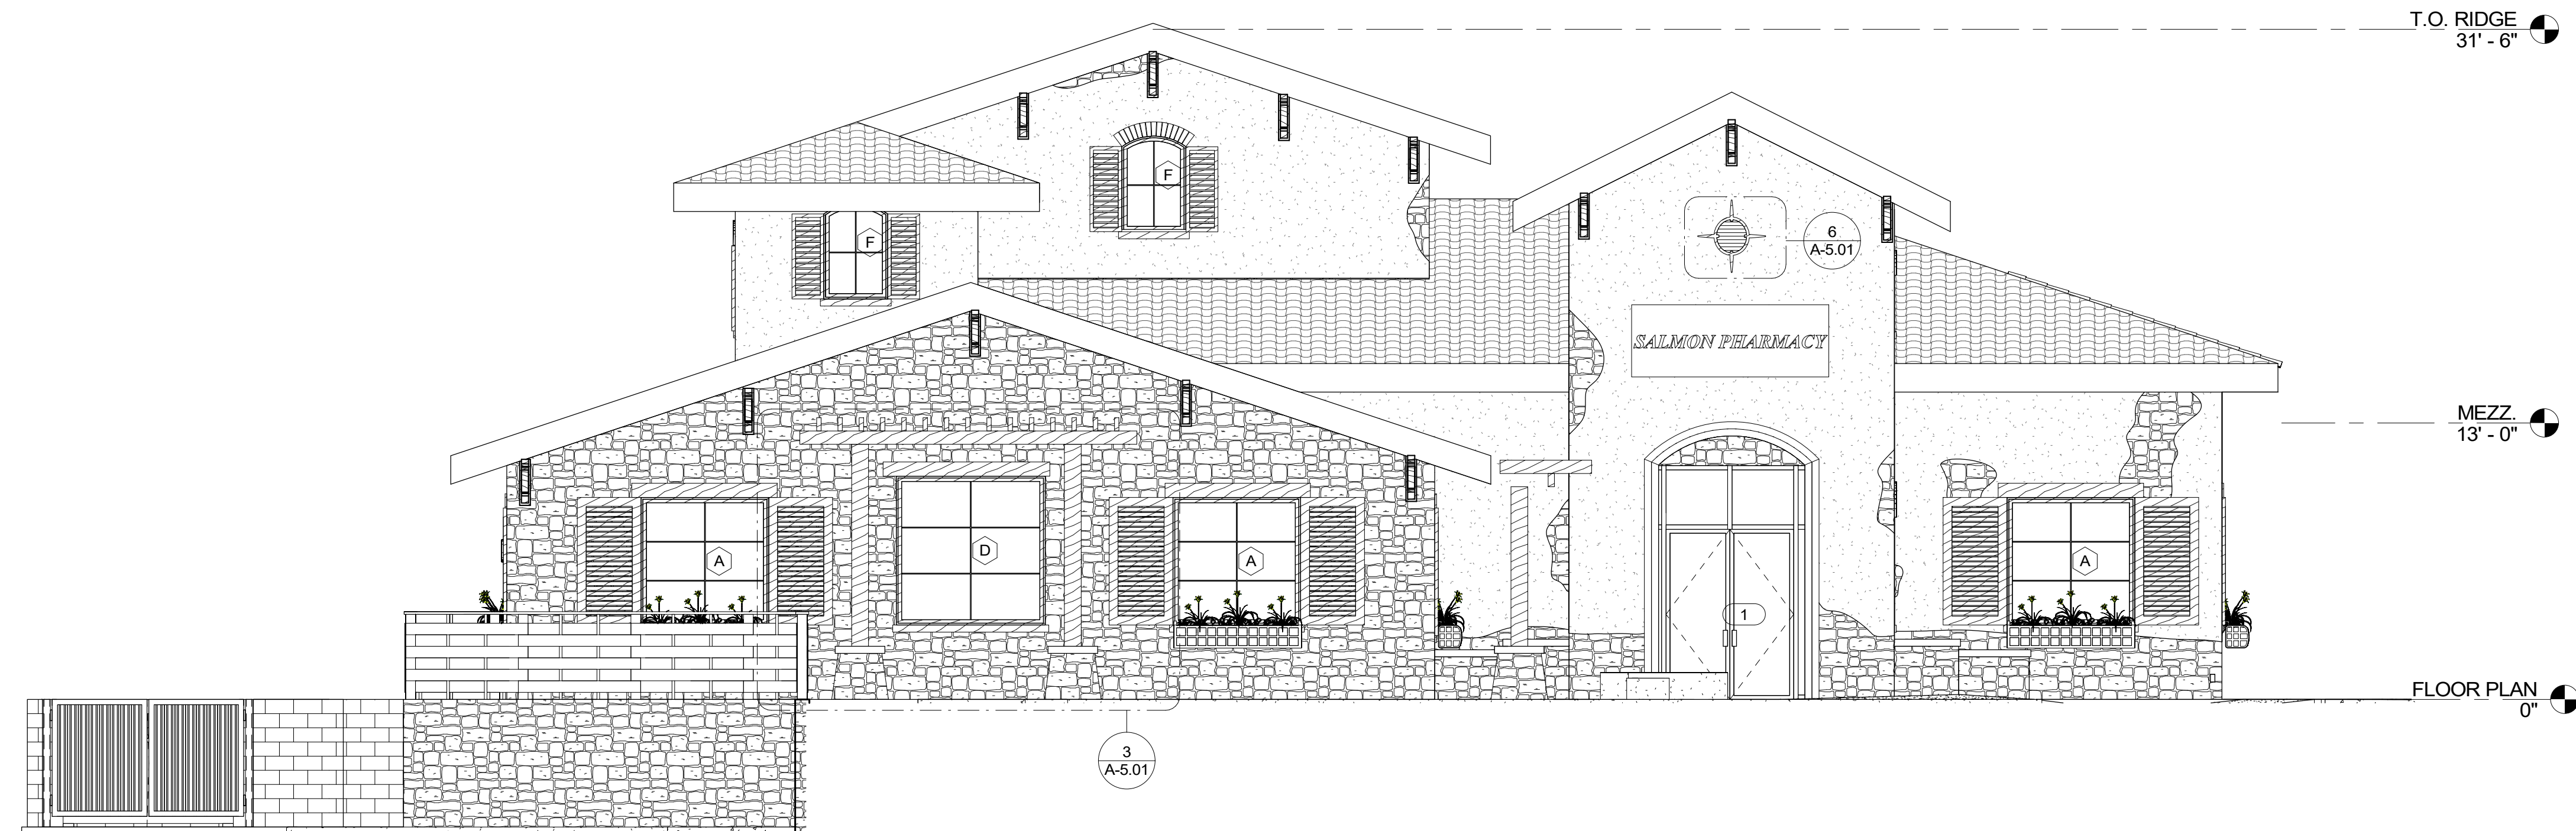 T.O. RIDGE
31' - 6"
F
F
6
A-5.01
SALMON PHARMACY
MEZZ.
13' - 0"
A
D
A
A
1
FLOOR PLAN
0"
3
A-5.01